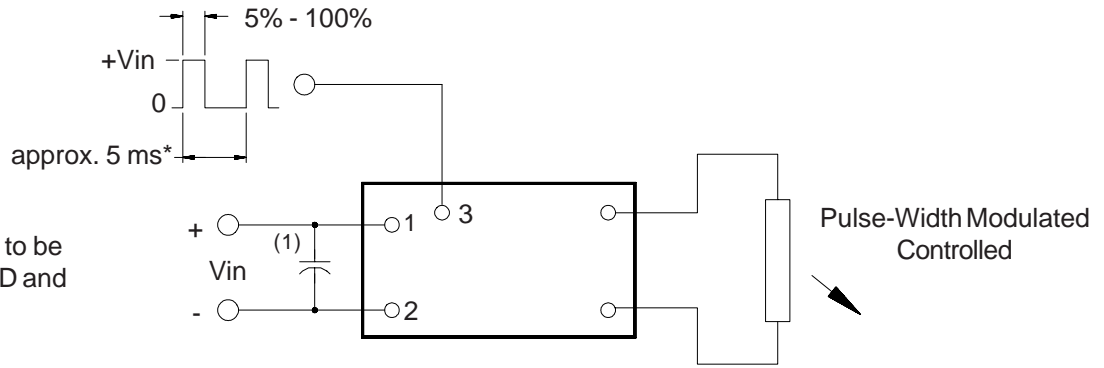 5% - 100%
+Vin
0
approx. 5 ms*
1
3
+
(1)
to be
D and
Vin
-
2
Pulse-Width Modulated
Controlled